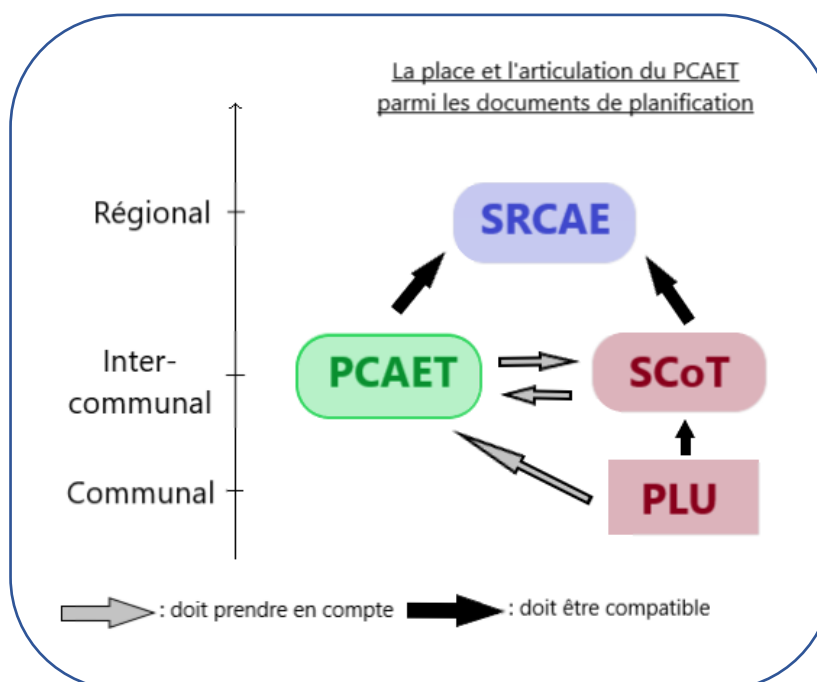 La place et l'articulation du PCAET
parmi les documents de planification
Régional
SRCAE
Inter-
communal
PCAET
SCoT
Communal
PLU
: doit prendre en compte
: doit être compatible